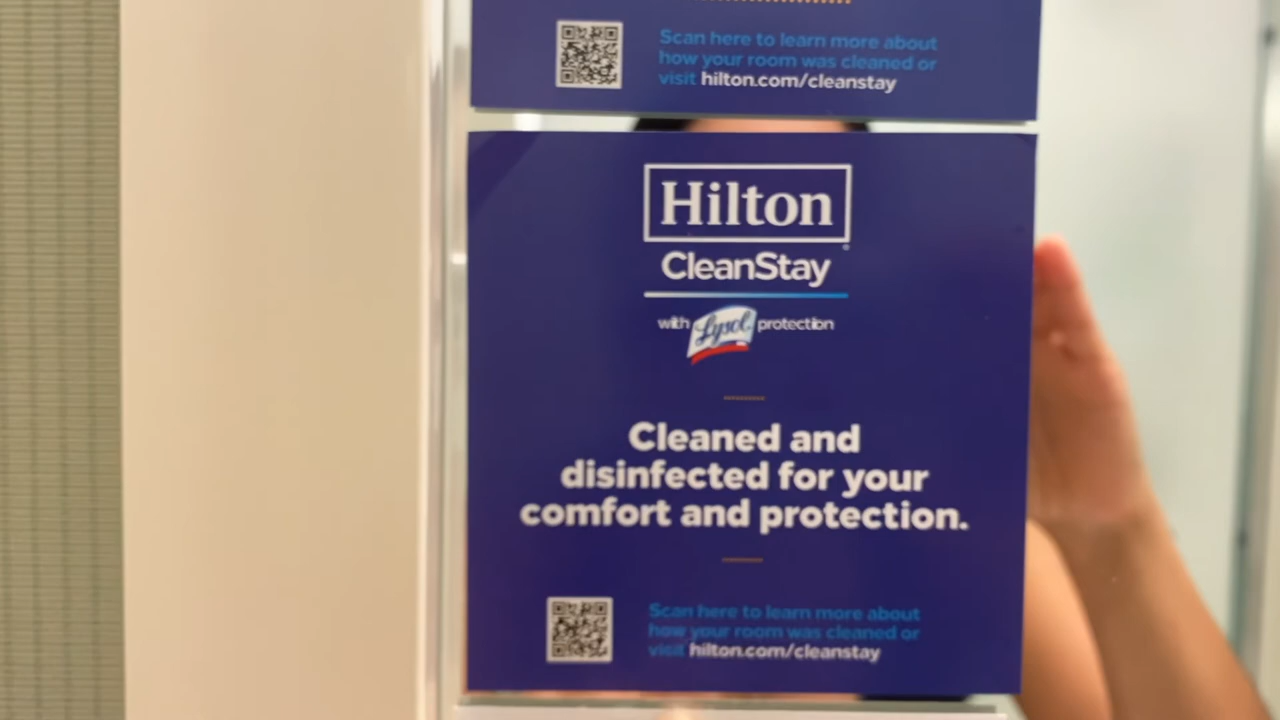 Scan here to learn more about
how your room was cleaned or
visit hilton.com/cleanstay
Hilton
CleanStay
with Lysol protection
Cleaned and
disinfected for your
comfort and protection.
Scan here to learn more about
how your room was cleaned or
visit hilton.com/cleanstay